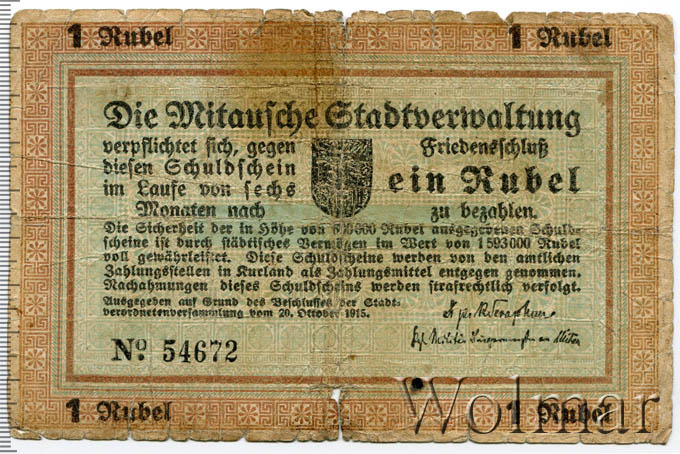 1 Rubel 1 Rubel
Die Mitausche Stadtverwaltung
verpflichtet sich, gegen Friedensschluß
diesen Schuldschein
im Laufe von sechs ein Rubel
Monaten nach zu bezahlen.
Die Sicherheit der in Höhe von 000 Rubel ausgegebenen Schuld-
scheine ist durch städtisches Vermögen im Wert von 1593000 Rubel
voll gewährleistet. Diese Schuldscheine werden von den amtlichen
Zahlungsstellen in Kurland als Zahlungsmittel entgegen genommen.
Nachahmungen dieses Schuldscheins werden strafrechtlich verfolgt.
Ausgegeben auf Grund des Beschlusses der Stadt-
verordnetenversammlung vom 20. Oktober 1915.
No 54672
1 Rubel 1 Rubel
Wolmar